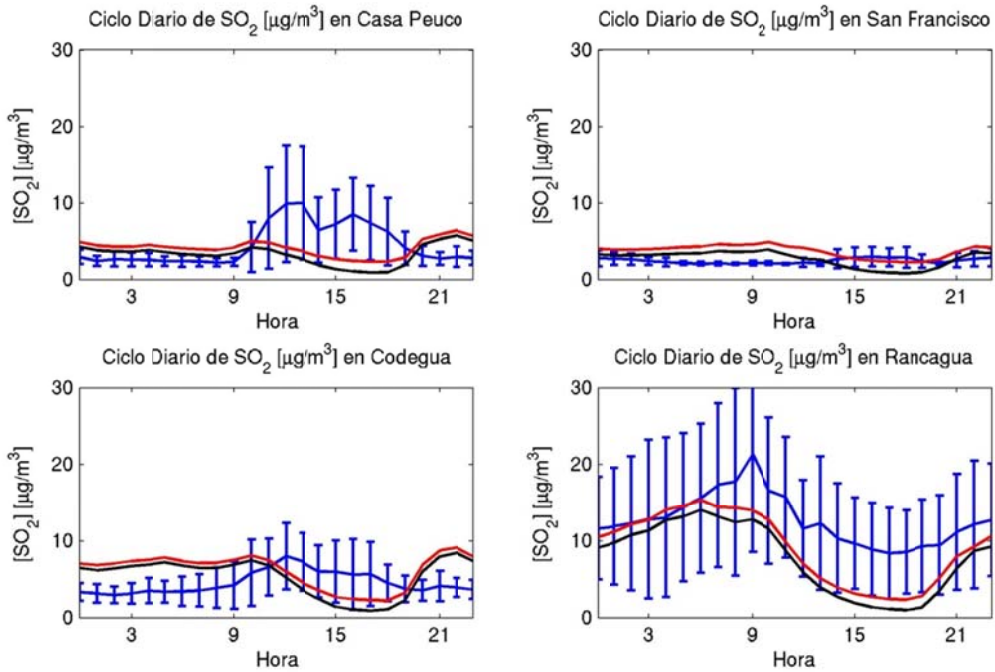 Ciclo Diario de SO2 [μg/m3] en Casa Peuco
30
20
10
0
[SO2] [μg/m3]
3
9
15
21
Hora
Ciclo Diario de SO2 [μg/m3] en San Francisco
30
20
10
0
[SO2] [μg/m3]
3
9
15
21
Hora
Ciclo Diario de SO2 [μg/m3] en Codegua
30
20
10
0
[SO2] [μg/m3]
3
9
15
21
Hora
Ciclo Diario de SO2 [μg/m3] en Rancagua
30
20
10
0
[SO2] [μg/m3]
3
9
15
21
Hora